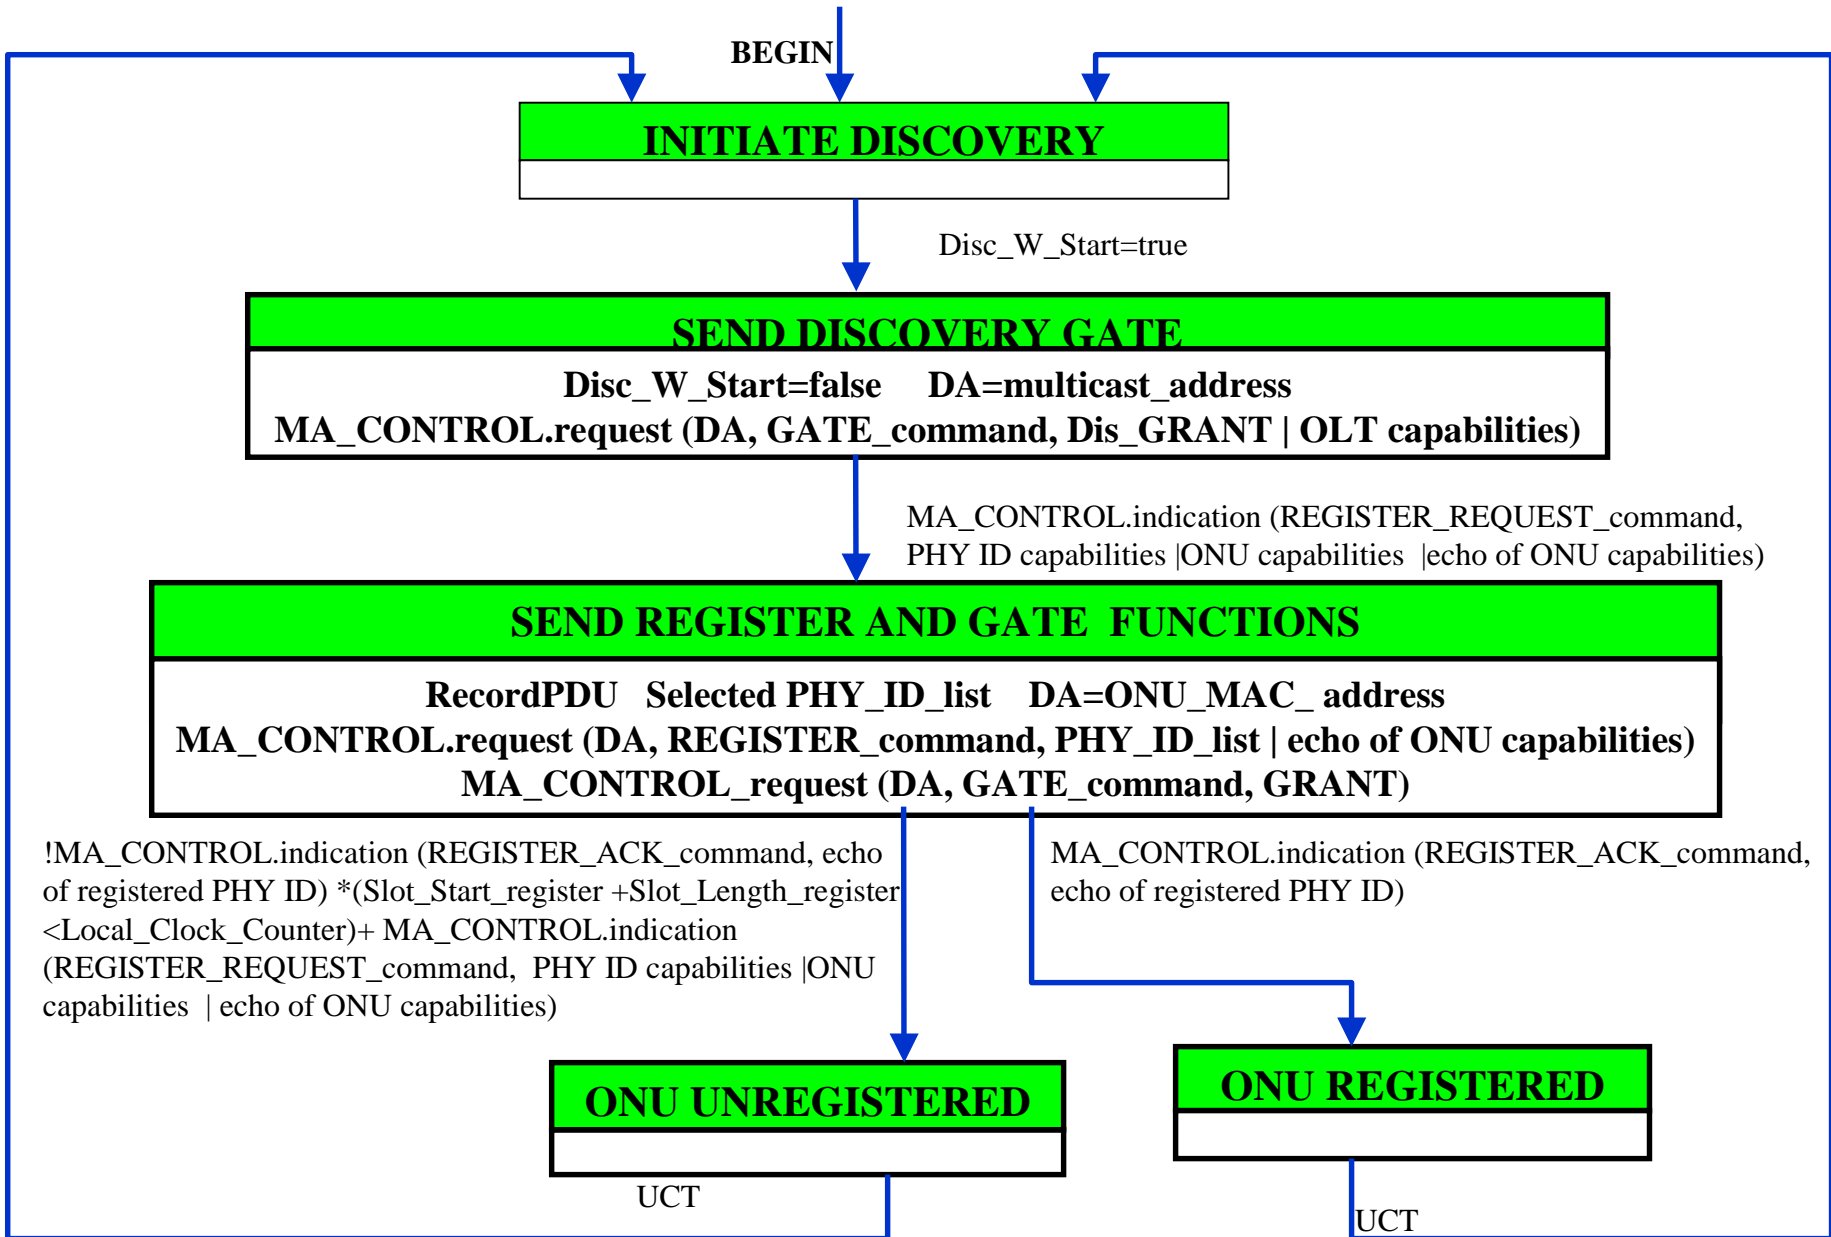 BEGIN
INITIATE DISCOVERY
Disc_W_Start=true
SEND DISCOVERY GATE
Disc_W_Start=false DA=multicast_address
MA_CONTROL.request (DA, GATE_command, Dis_GRANT | OLT capabilities)
MA_CONTROL.indication (REGISTER_REQUEST_command,
PHY ID capabilities |ONU capabilities |echo of ONU capabilities)
SEND REGISTER AND GATE FUNCTIONS
RecordPDU Selected PHY_ID_list DA=ONU_MAC_ address
MA_CONTROL.request (DA, REGISTER_command, PHY_ID_list | echo of ONU capabilities)
MA_CONTROL_request (DA, GATE_command, GRANT)
!MA_CONTROL.indication (REGISTER_ACK_command, echo
of registered PHY ID) *(Slot_Start_register +Slot_Length_register
<Local_Clock_Counter)+ MA_CONTROL.indication
(REGISTER_REQUEST_command, PHY ID capabilities |ONU
capabilities | echo of ONU capabilities)
MA_CONTROL.indication (REGISTER_ACK_command,
echo of registered PHY ID)
ONU UNREGISTERED
ONU REGISTERED
UCT
UCT